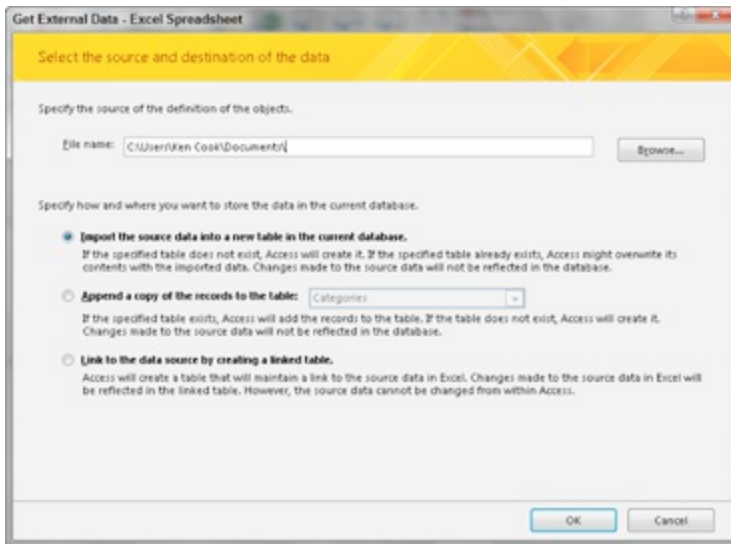 Get External Data - Excel Spreadsheet
Select the source and destination of the data
Specify the source of the definition of the objects.
File name: C:\Users\Ken Cook\Documents\ Browse...
Specify how and where you want to store the data in the current database.
Import the source data into a new table in the current database.
If the specified table does not exist, Access will create it. If the specified table already exists, Access might overwrite its
contents with the imported data. Changes made to the source data will not be reflected in the database.
Append a copy of the records to the table: Categories
If the specified table exists, Access will add the records to the table. If the table does not exist, Access will create it.
Changes made to the source data will not be reflected in the database.
Link to the data source by creating a linked table.
Access will create a table that will maintain a link to the source data in Excel. Changes made to the source data in Excel will
be reflected in the linked table. However, the source data cannot be changed from within Access.
OK Cancel